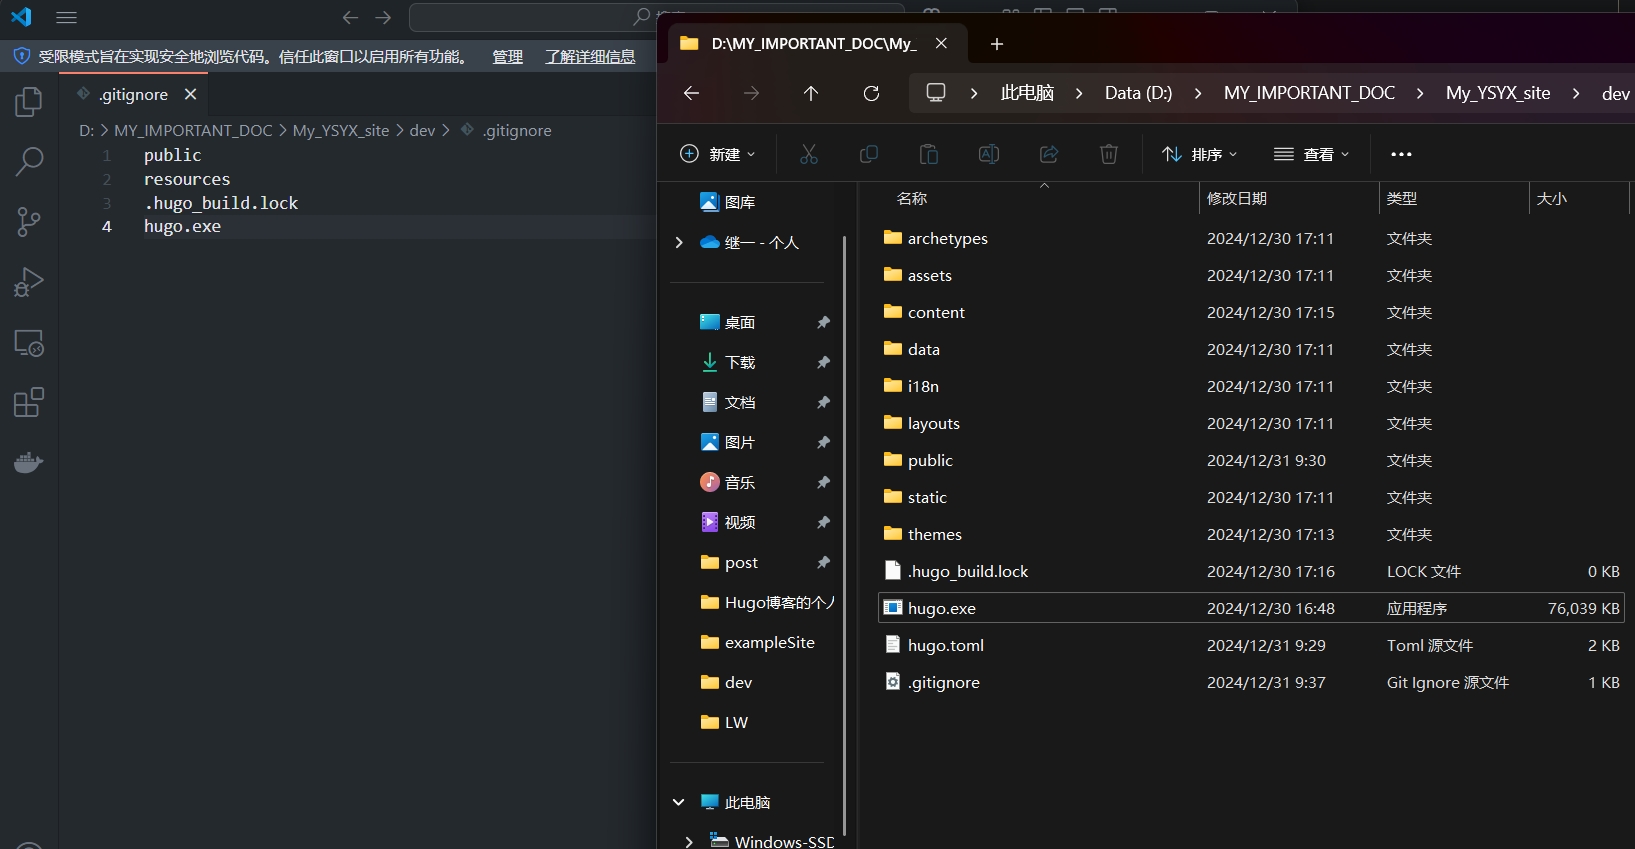 受限模式旨在实现安全地浏览代码。信任此窗口以启用所有功能。 管理 了解详细信息
.gitignore
D: > MY_IMPORTANT_DOC > My_YSYX_site > dev > .gitignore
1 public
2 resources
3 .hugo_build.lock
4 hugo.exe
D:\MY_IMPORTANT_DOC\My_
此电脑 > Data (D:) > MY_IMPORTANT_DOC > My_YSYX_site > dev
新建 排序 查看
图库
继一 - 个人
桌面
下载
文档
图片
音乐
视频
post
Hugo博客的个人
exampleSite
dev
LW
此电脑
Windows-SSD
名称 修改日期 类型 大小
archetypes 2024/12/30 17:11 文件夹
assets 2024/12/30 17:11 文件夹
content 2024/12/30 17:15 文件夹
data 2024/12/30 17:11 文件夹
i18n 2024/12/30 17:11 文件夹
layouts 2024/12/30 17:11 文件夹
public 2024/12/31 9:30 文件夹
static 2024/12/30 17:11 文件夹
themes 2024/12/30 17:13 文件夹
.hugo_build.lock 2024/12/30 17:16 LOCK 文件 0 KB
hugo.exe 2024/12/30 16:48 应用程序 76,039 KB
hugo.toml 2024/12/31 9:29 Toml 源文件 2 KB
.gitignore 2024/12/31 9:37 Git Ignore 源文件 1 KB